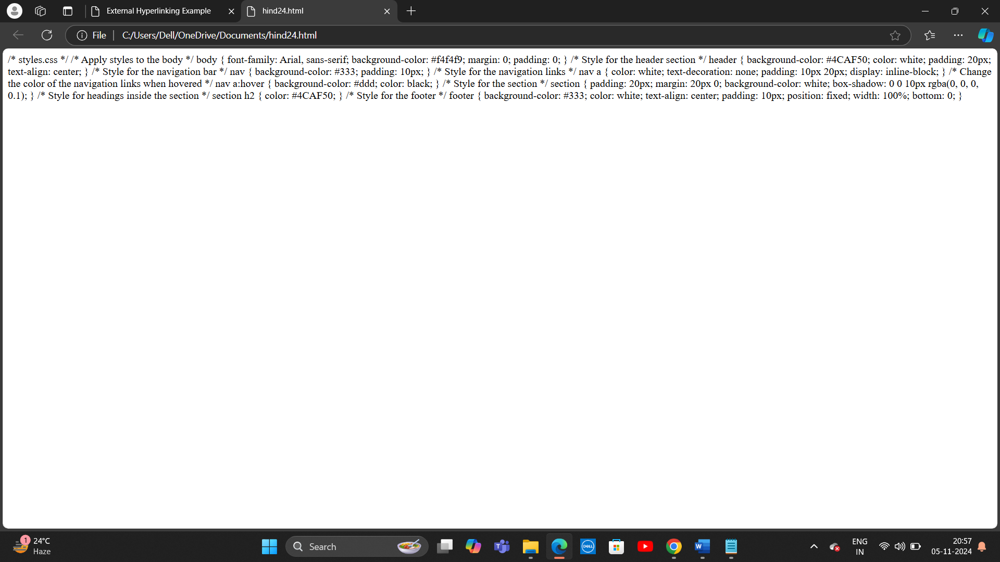 External Hyperlinking Example
hind24.html
File
C:/Users/Dell/OneDrive/Documents/hind24.html
/* styles.css */ /* Apply styles to the body */ body { font-family: Arial, sans-serif; background-color: #f4f4f9; margin: 0; padding: 0; } /* Style for the header section */ header { background-color: #4CAF50; color: white; padding: 20px;
text-align: center; } /* Style for the navigation bar */ nav { background-color: #333; padding: 10px; } /* Style for the navigation links */ nav a { color: white; text-decoration: none; padding: 10px 20px; display: inline-block; } /* Change
the color of the navigation links when hovered */ nav a:hover { background-color: #ddd; color: black; } /* Style for the section */ section { padding: 20px; margin: 20px 0; background-color: white; box-shadow: 0 0 10px rgba(0, 0, 0,
0.1); } /* Style for headings inside the section */ section h2 { color: #4CAF50; } /* Style for the footer */ footer { background-color: #333; color: white; text-align: center; padding: 10px; position: fixed; width: 100%; bottom: 0; }
1
24°C
Haze
Search
T
DELL
W
ENG
IN
20:57
05-11-2024